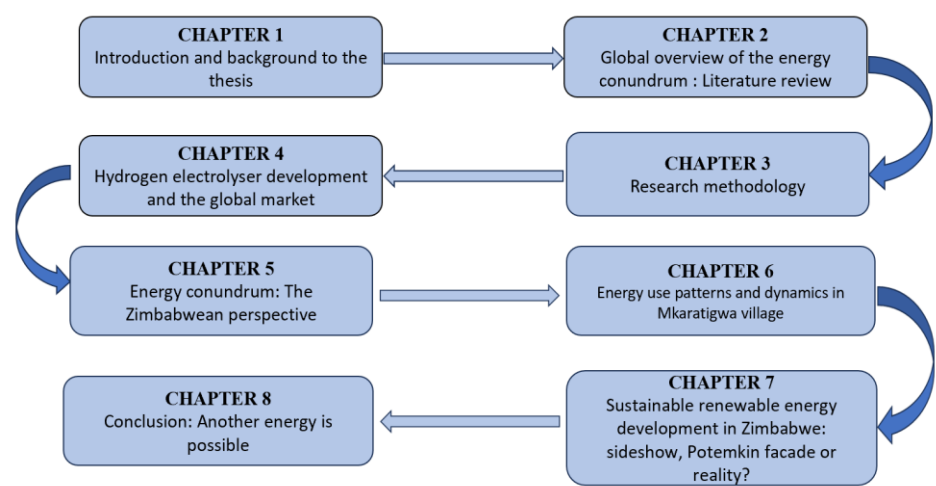 CHAPTER 1
Introduction and background to the
thesis
CHAPTER 2
Global overview of the energy
conundrum : Literature review
CHAPTER 3
Research methodology
CHAPTER 4
Hydrogen electrolyser development
and the global market
CHAPTER 5
Energy conundrum: The
Zimbabwean perspective
CHAPTER 6
Energy use patterns and dynamics in
Mkaratigwa village
CHAPTER 7
Sustainable renewable energy
development in Zimbabwe:
sideshow, Potemkin facade or
reality?
CHAPTER 8
Conclusion: Another energy is
possible